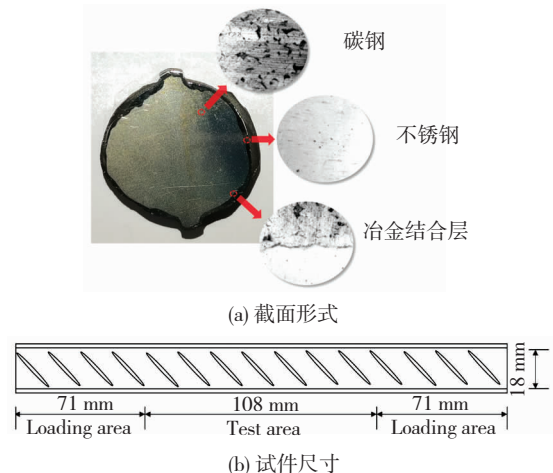 碳钢
不锈钢
冶金结合层
(a) 截面形式
18 mm
71 mm 108 mm 71 mm
Loading area Test area Loading area
(b) 试件尺寸